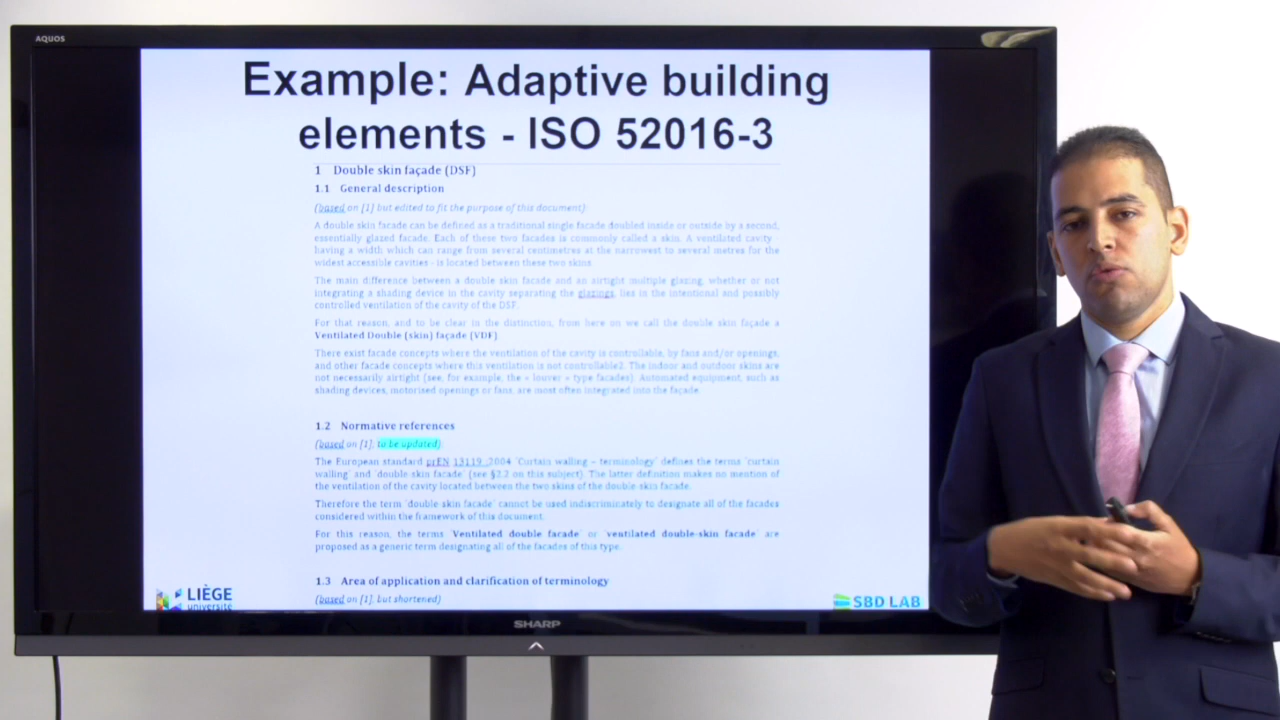 AQUOS
Example: Adaptive building
elements - ISO 52016-3
1 Double skin façade (DSF)
1.1 General description
(based on [1] but edited to fit the purpose of this document)
A double skin facade can be defined as a traditional single facade doubled inside or outside by a second,
essentially glazed facade. Each of these two facades is commonly called a skin. A ventilated cavity -
having a width which can range from several centimetres at the narrowest to several metres for the
widest accessible cavities - is located between these two skins.
The main difference between a double skin facade and an airtight multiple glazing, whether or not
integrating a shading device in the cavity separating the glazings, lies in the intentional and possibly
controlled ventilation of the cavity of the DSF.
For that reason, and to be clear in the distinction, from here on we call the double skin façade a
Ventilated Double (skin) façade (VDF)
There exist facade concepts where the ventilation of the cavity is controllable, by fans and/or openings,
and other facade concepts where this ventilation is not controllable2. The indoor and outdoor skins are
not necessarily airtight (see, for example, the « louver » type facades). Automated equipment, such as
shading devices, motorised openings or fans, are most often integrated into the façade.
1.2 Normative references
(based on [1], to be updated)
The European standard prEN 13119 :2004 'Curtain walling – terminology' defines the terms 'curtain
walling' and 'double-skin facade' (see §2.2 on this subject). The latter definition makes no mention of
the ventilation of the cavity located between the two skins of the double-skin facade.
Therefore the term 'double-skin facade' cannot be used indiscriminately to designate all of the facades
considered within the framework of this document.
For this reason, the terms 'Ventilated double facade' or 'ventilated double-skin facade' are
proposed as a generic term designating all of the facades of this type.
1.3 Area of application and clarification of terminology
(based on [1], but shortened)
LIÈGE
université
SBD LAB
SHARP